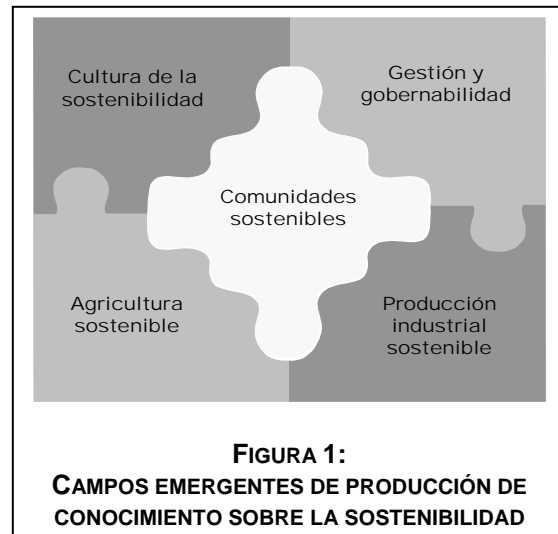 Cultura de la
sostenibilidad
Gestión y
gobernabilidad
Comunidades
sostenibles
Agricultura
sostenible
Producción
industrial
sostenible
FIGURA 1:
CAMPOS EMERGENTES DE PRODUCCIÓN DE
CONOCIMIENTO SOBRE LA SOSTENIBILIDAD